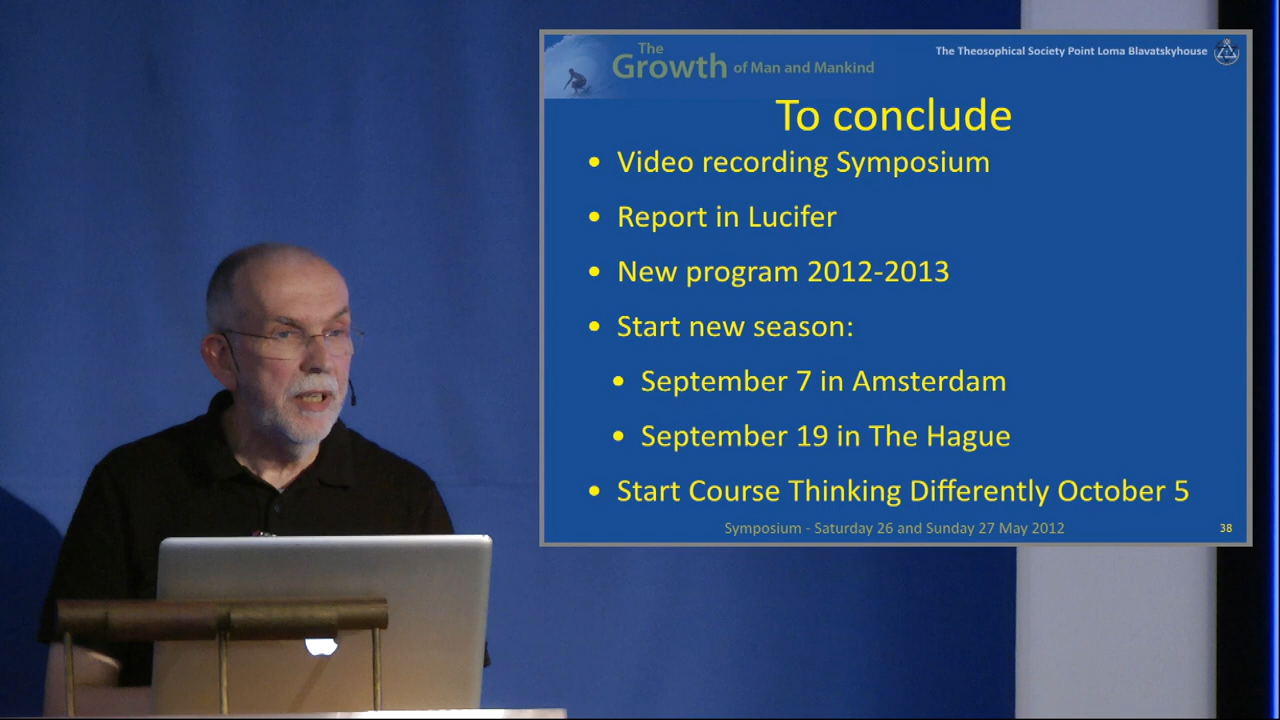 The
Growth of Man and Mankind
The Theosophical Society Point Loma Blavatskyhouse
To conclude
• Video recording Symposium
• Report in Lucifer
• New program 2012-2013
• Start new season:
• September 7 in Amsterdam
• September 19 in The Hague
• Start Course Thinking Differently October 5
Symposium - Saturday 26 and Sunday 27 May 2012
38